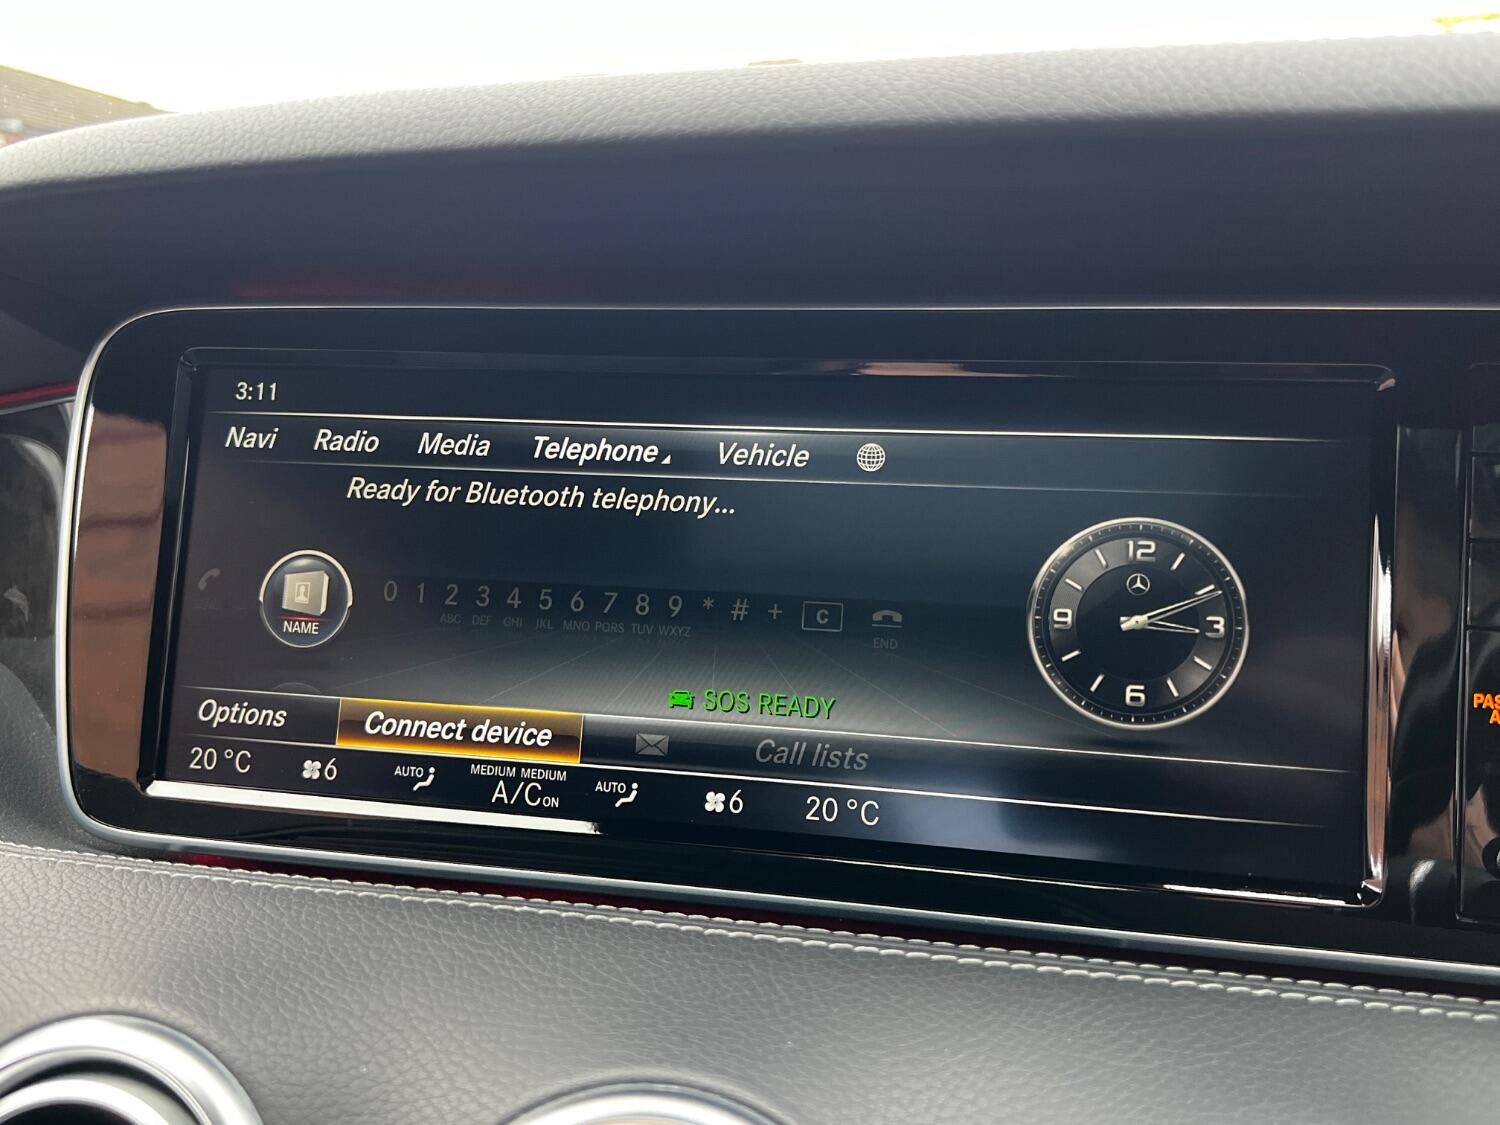 3:11
Navi Radio Media Telephone Vehicle
Ready for Bluetooth telephony...
12
9 3
6
NAME
0 1 2 3 4 5 6 7 8 9 * # + C
ABC DEF GHI JKL MNO PQRS TUV WXYZ
END
SOS READY
Options Connect device Call lists
20 °C 6 AUTO MEDIUM MEDIUM AUTO 6 20 °C
A/C ON
PAS
A